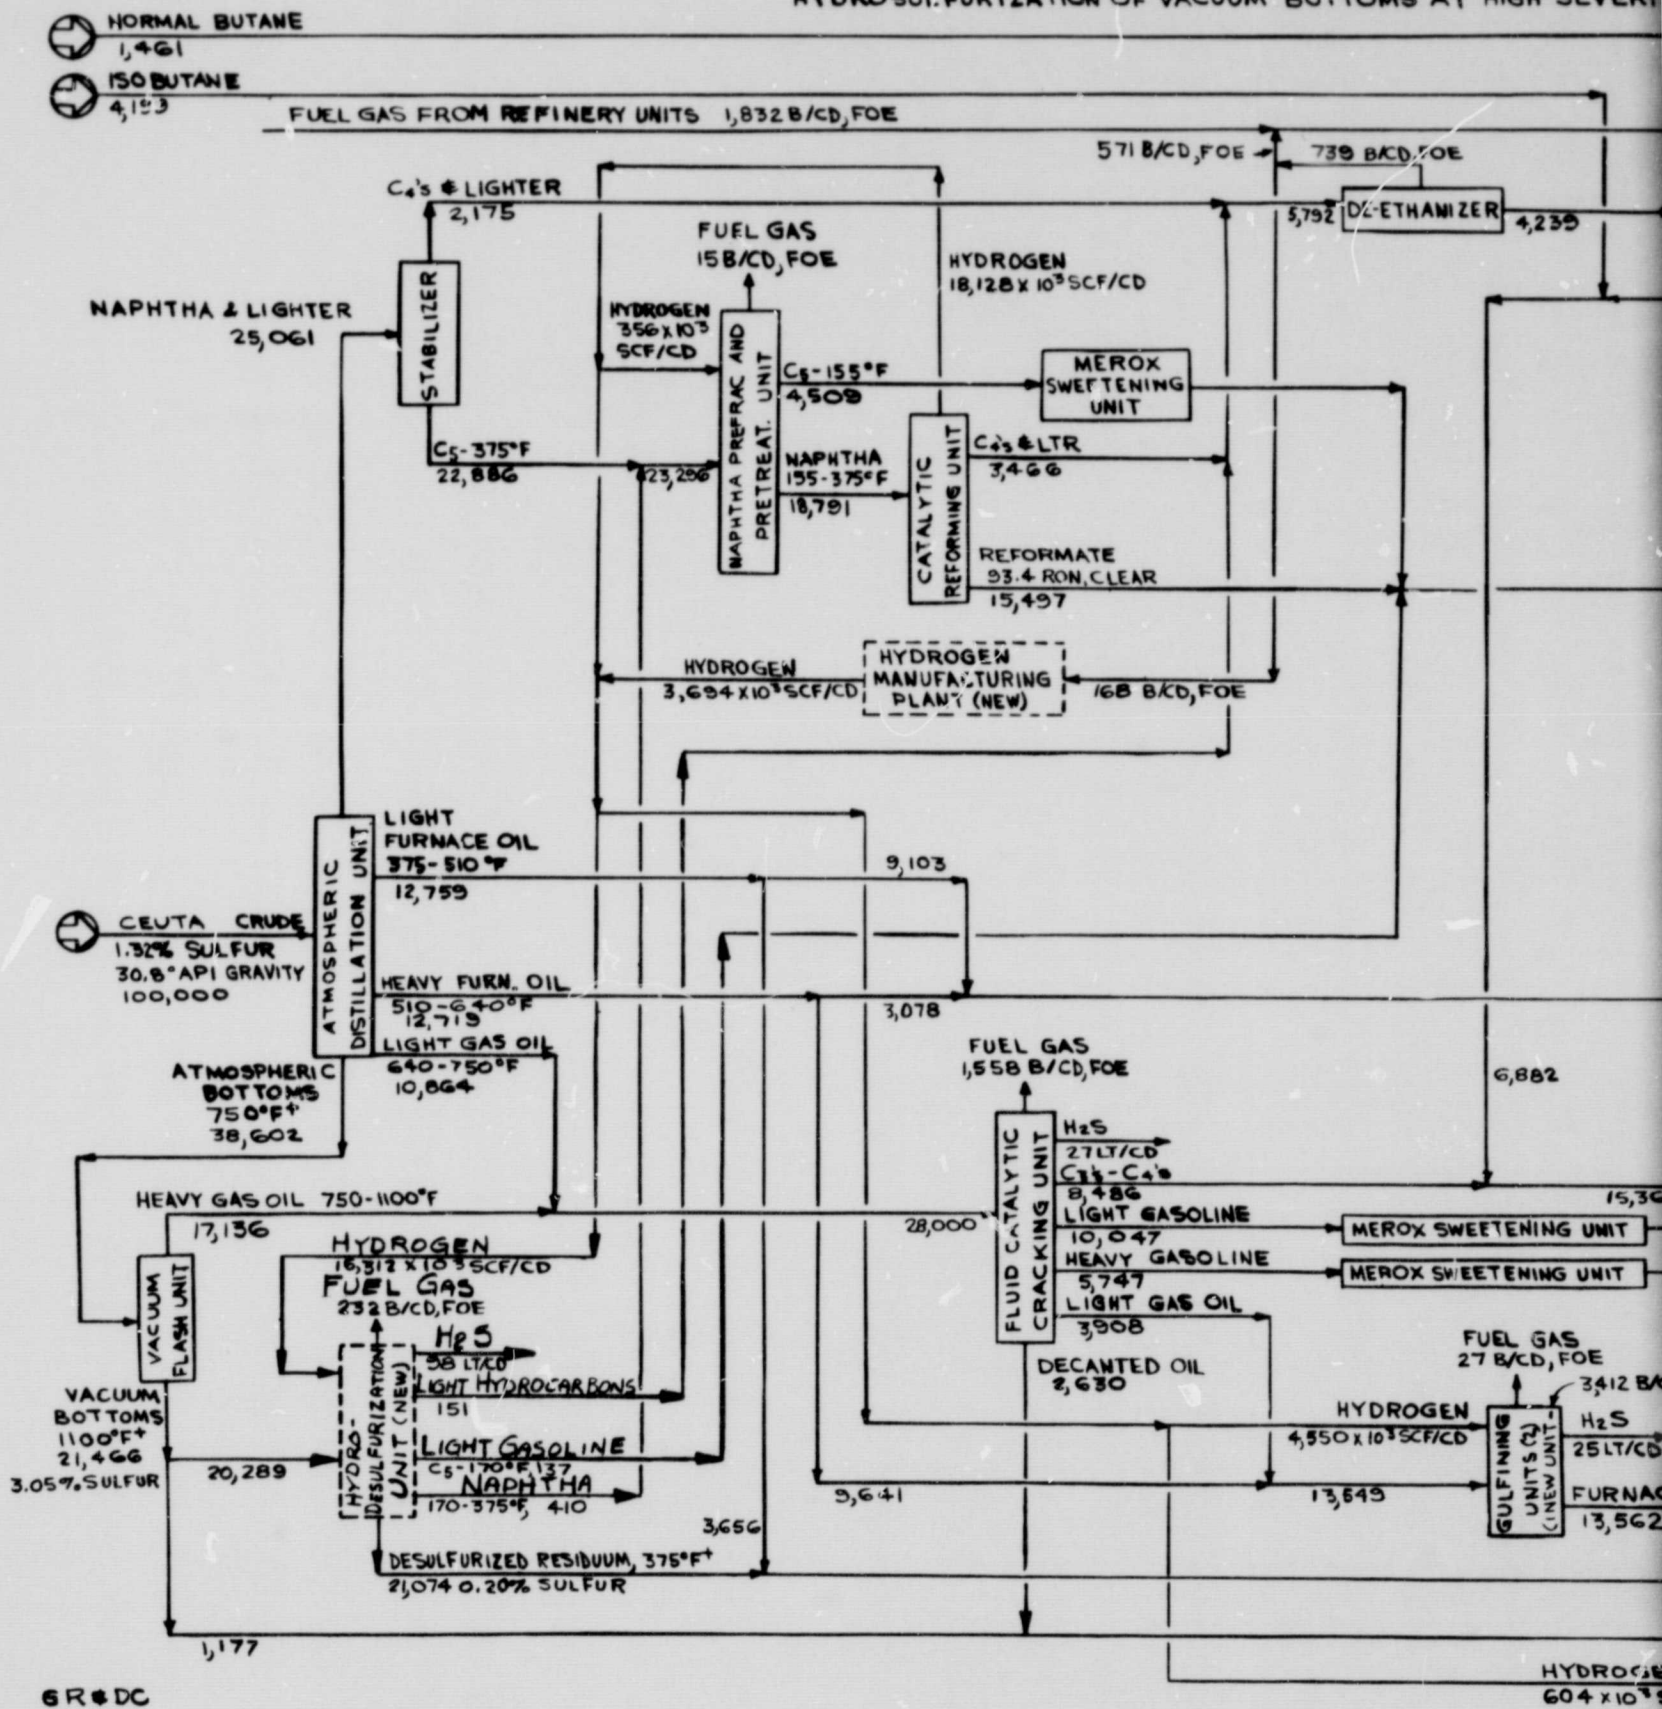 NORMAL BUTANE
1,461
ISOBUTANE
FUEL GAS FROM REFINERY UNITS 1,832 B/CD, FOE
571 B/CD, FOE
739 B/CD, FOE
C4's & LIGHTER
2,175
5,792
DE-ETHANIZER
4,239
FUEL GAS
15 B/CD, FOE
HYDROGEN
18,128 x 10³ SCF/CD
NAPHTHA & LIGHTER
25,061
STABILIZER
HYDROGEN
356 x 10³
SCF/CD
NAPHTHA PREFRAC AND
PRETREAT. UNIT
C5-155°F
4,509
MEROX
SWEETENING
UNIT
C5-375°F
22,886
23,296
NAPHTHA
155-375°F
18,791
CATALYTIC
REFORMING UNIT
C4's & LTR
3,466
REFORMATE
93.4 RON, CLEAR
15,497
HYDROGEN
3,694 x 10³ SCF/CD
HYDROGEN
MANUFACTURING
PLANT (NEW)
168 B/CD, FOE
LIGHT
FURNACE OIL
375-510°F
12,759
9,103
ATMOSPHERIC
DISTILLATION UNIT
CEUTA CRUDE
1.32% SULFUR
30.8° API GRAVITY
100,000
HEAVY FURN. OIL
510-640°F
12,719
3,078
LIGHT GAS OIL
640-750°F
10,864
ATMOSPHERIC
BOTTOMS
750°F+
38,602
FUEL GAS
1,558 B/CD, FOE
6,882
FLUID CATALYTIC
CRACKING UNIT
H2S
27 LT/CD
C3's-C4's
8,486
LIGHT GASOLINE
10,047
MEROX SWEETENING UNIT
HEAVY GASOLINE
5,747
MEROX SWEETENING UNIT
LIGHT GAS OIL
3,908
DECANTED OIL
2,630
HEAVY GAS OIL 750-1100°F
17,136
28,000
HYDROGEN
16,312 x 10³ SCF/CD
FUEL GAS
232 B/CD, FOE
VACUUM
FLASH UNIT
H2S
98 LT/CD
LIGHT HYDROCARBONS
151
HYDRO-
DESULFURIZATION
UNIT (NEW)
LIGHT GASOLINE
C5-170°F, 137
NAPHTHA
170-375°F, 410
VACUUM
BOTTOMS
1100°F+
21,466
3.05% SULFUR
20,289
3,656
DESULFURIZED RESIDUUM, 375°F+
21,074 0.20% SULFUR
FUEL GAS
27 B/CD, FOE
HYDROGEN
4,550 x 10³ SCF/CD
9,641
13,549
GULFINING
UNITS (2)
(NEW UNIT-
H2S
25 LT/CD
13,562
1,177
604 x 10³
GR&DC